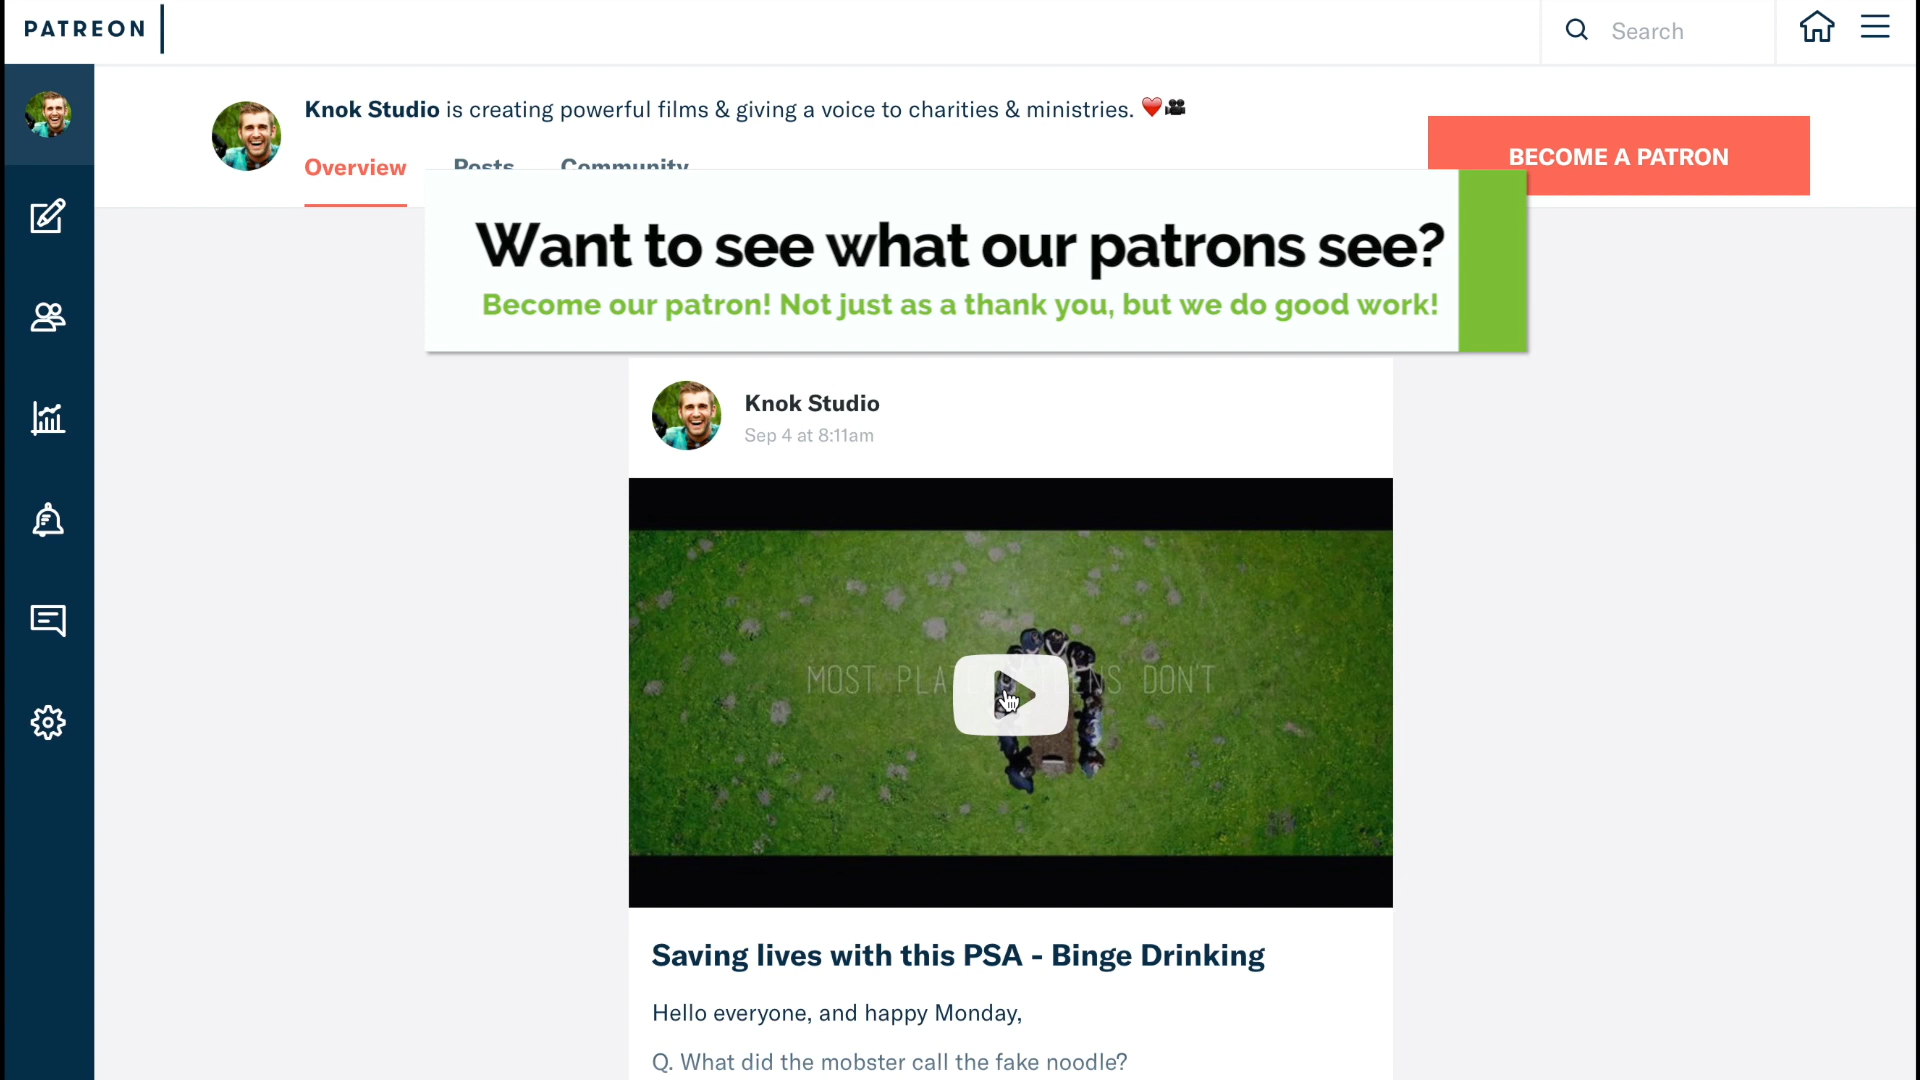 PATREON
Search
Knok Studio is creating powerful films & giving a voice to charities & ministries. ❤️🎥
Overview Posts Community
BECOME A PATRON
Want to see what our patrons see?
Become our patron! Not just as a thank you, but we do good work!
Knok Studio
Sep 4 at 8:11am
MOST DON'T
Saving lives with this PSA - Binge Drinking
Hello everyone, and happy Monday,
Q. What did the mobster call the fake noodle?